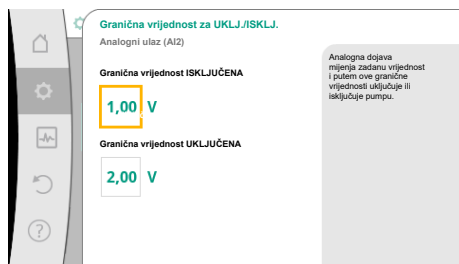 Granična vrijednost za UKLJ./ISKLJ.
Analogni ulaz (AI2)
Granična vrijednost ISKLJUČENA
1,00 V
Granična vrijednost UKLJUČENA
2,00 V
Analogna dojava
mijenja zadanu vrijednost
i putem ove granične
vrijednosti uključuje ili
isključuje pumpu.
?